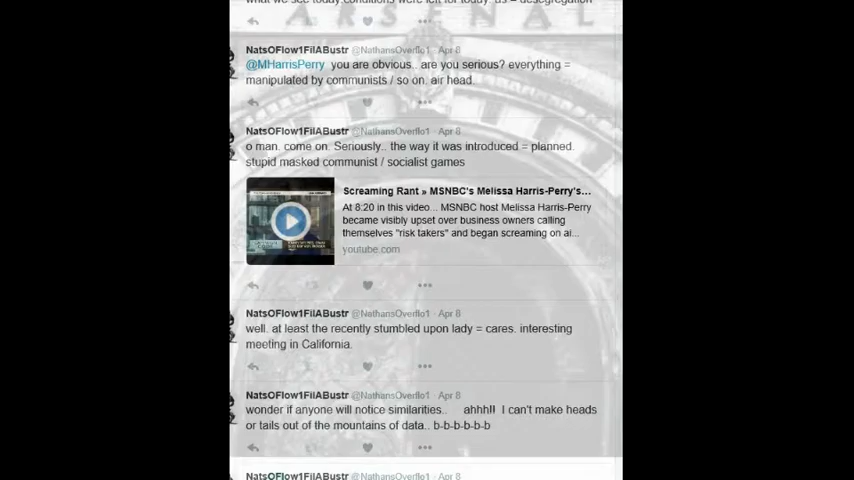 what we see today.conditions were left for today. us = desegregation
ARSENAL
NatsOFlow1FilABustr @NathansOverflo1 · Apr 8
@MHarrisPerry you are obvious.. are you serious? everything =
manipulated by communists / so on. air head.
NatsOFlow1FilABustr @NathansOverflo1 · Apr 8
o man. come on. Seriously.. the way it was introduced = planned.
stupid masked communist / socialist games
Screaming Rant » MSNBC's Melissa Harris-Perry's...
At 8:20 in this video... MSNBC host Melissa Harris-Perry
became visibly upset over business owners calling
themselves "risk takers" and began screaming on ai...
youtube.com
NatsOFlow1FilABustr @NathansOverflo1 · Apr 8
well. at least the recently stumbled upon lady = cares. interesting
meeting in California.
NatsOFlow1FilABustr @NathansOverflo1 · Apr 8
wonder if anyone will notice similarities.. ahhh!! I can't make heads
or tails out of the mountains of data.. b-b-b-b-b-b
NatsOFlow1FilABustr @NathansOverflo1 · Apr 8